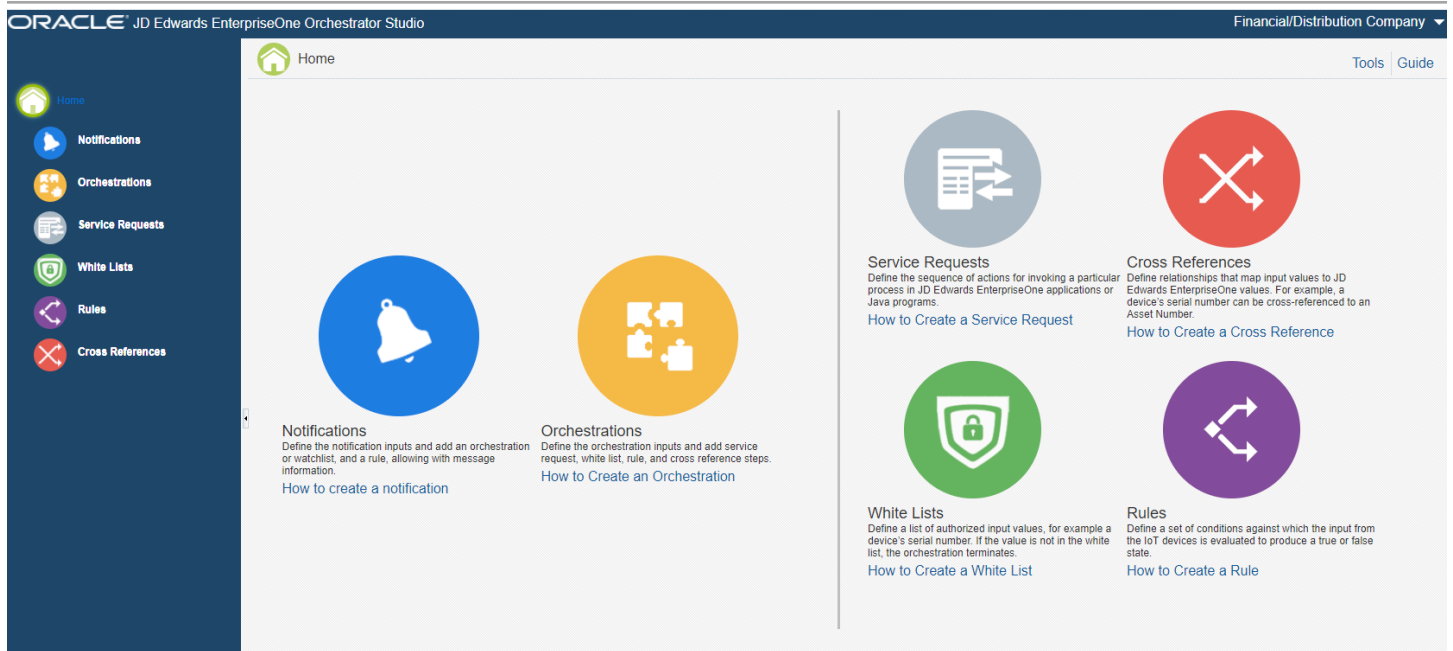 ORACLE® JD Edwards EnterpriseOne Orchestrator Studio
Financial/Distribution Company
Home
Tools Guide
Home
Notifications
Orchestrations
Service Requests
White Lists
Rules
Cross References
Notifications
Define the notification inputs and add an orchestration
or watchlist, and a rule, allowing with message
information.
How to create a notification
Orchestrations
Define the orchestration inputs and add service
request, white list, rule, and cross reference steps.
How to Create an Orchestration
Service Requests
Define the sequence of actions for invoking a particular
process in JD Edwards EnterpriseOne applications or
Java programs.
How to Create a Service Request
Cross References
Define relationships that map input values to JD
Edwards EnterpriseOne values. For example, a
device's serial number can be cross-referenced to an
Asset Number.
How to Create a Cross Reference
White Lists
Define a list of authorized input values, for example a
device's serial number. If the value is not in the white
list, the orchestration terminates.
How to Create a White List
Rules
Define a set of conditions against which the input from
the IoT devices is evaluated to produce a true or false
state.
How to Create a Rule